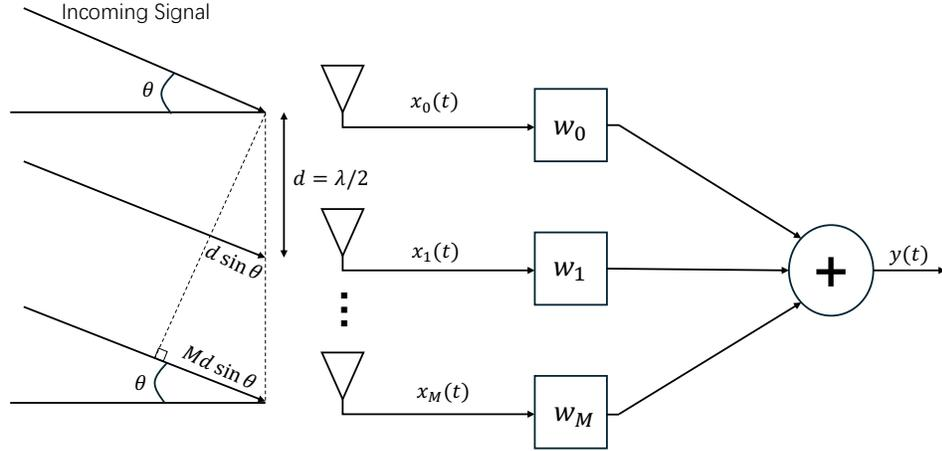 Incoming Signal
θ
x₀(t)
w₀
d = λ/2
d sin θ
x₁(t)
w₁
+
y(t)
Md sin θ
θ
x_M(t)
w_M